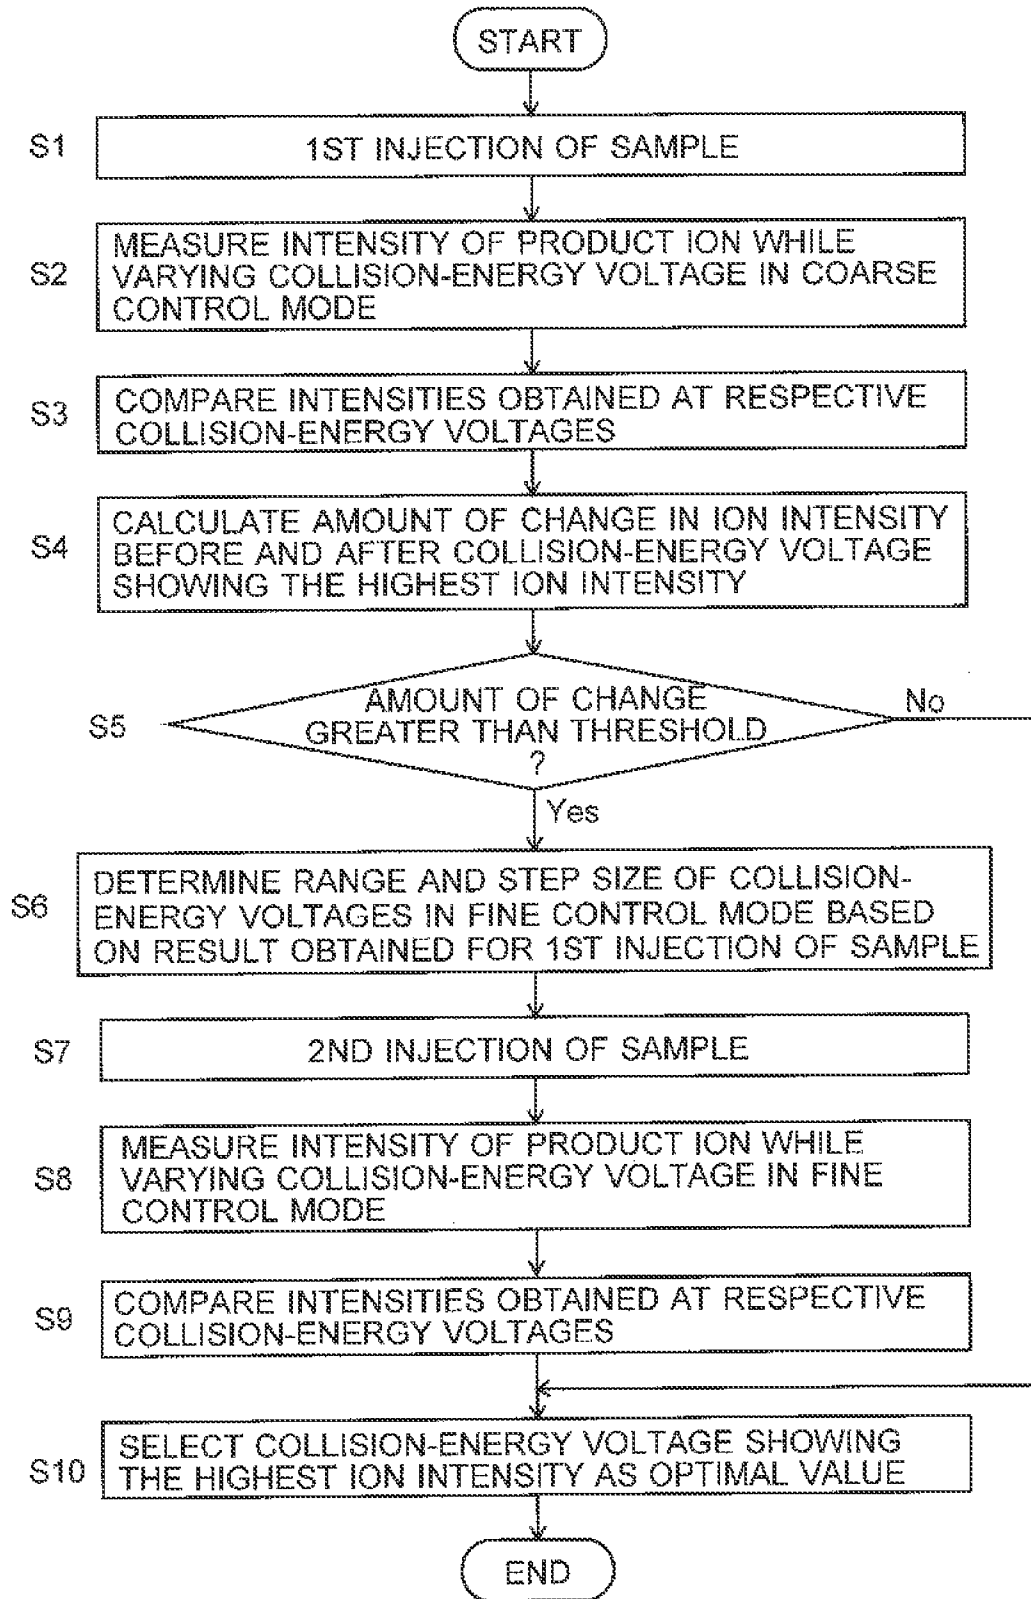 START
S1
1ST INJECTION OF SAMPLE
S2
MEASURE INTENSITY OF PRODUCT ION WHILE
VARYING COLLISION-ENERGY VOLTAGE IN COARSE
CONTROL MODE
S3
COMPARE INTENSITIES OBTAINED AT RESPECTIVE
COLLISION-ENERGY VOLTAGES
S4
CALCULATE AMOUNT OF CHANGE IN ION INTENSITY
BEFORE AND AFTER COLLISION-ENERGY VOLTAGE
SHOWING THE HIGHEST ION INTENSITY
S5
AMOUNT OF CHANGE
GREATER THAN THRESHOLD
?
No
Yes
S6
DETERMINE RANGE AND STEP SIZE OF COLLISION-
ENERGY VOLTAGES IN FINE CONTROL MODE BASED
ON RESULT OBTAINED FOR 1ST INJECTION OF SAMPLE
S7
2ND INJECTION OF SAMPLE
S8
MEASURE INTENSITY OF PRODUCT ION WHILE
VARYING COLLISION-ENERGY VOLTAGE IN FINE
CONTROL MODE
S9
COMPARE INTENSITIES OBTAINED AT RESPECTIVE
COLLISION-ENERGY VOLTAGES
S10
SELECT COLLISION-ENERGY VOLTAGE SHOWING
THE HIGHEST ION INTENSITY AS OPTIMAL VALUE
END